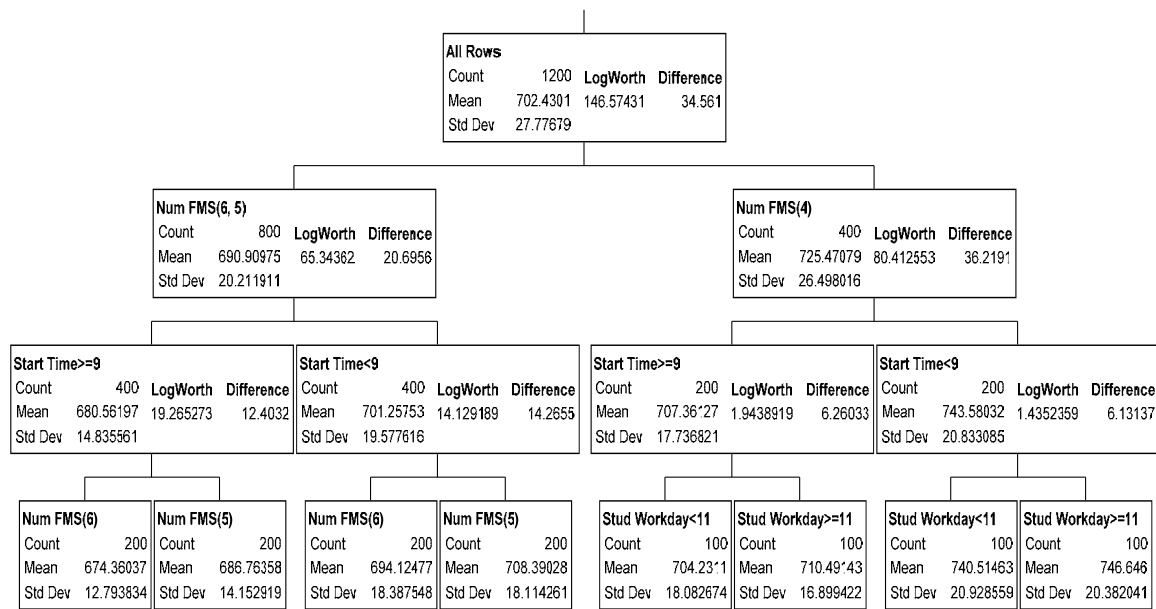 All Rows
Count 1200 LogWorth Difference
Mean 702.4301 146.57431 34.561
Std Dev 27.77679
Num FMS(6, 5)
Count 800 LogWorth Difference
Mean 690.90975 65.34362 20.6956
Std Dev 20.211911
Num FMS(4)
Count 400 LogWorth Difference
Mean 725.47079 80.412553 36.2191
Std Dev 26.498016
Start Time>=9
Count 400 LogWorth Difference
Mean 680.56197 19.265273 12.4032
Std Dev 14.835561
Start Time<9
Count 400 LogWorth Difference
Mean 701.25753 14.129189 14.2655
Std Dev 19.577616
Start Time>=9
Count 200 LogWorth Difference
Mean 707.36127 1.9438919 6.26033
Std Dev 17.736821
Start Time<9
Count 200 LogWorth Difference
Mean 743.58032 1.4352359 6.13137
Std Dev 20.833085
Num FMS(6)
Count 200
Mean 674.36037
Std Dev 12.793834
Num FMS(5)
Count 200
Mean 686.76358
Std Dev 14.152919
Num FMS(6)
Count 200
Mean 694.12477
Std Dev 18.387548
Num FMS(5)
Count 200
Mean 708.39028
Std Dev 18.114261
Stud Workday<11
Count 100
Mean 704.2311
Std Dev 18.082674
Stud Workday>=11
Count 100
Mean 710.49143
Std Dev 16.899422
Stud Workday<11
Count 100
Mean 740.51463
Std Dev 20.928559
Stud Workday>=11
Count 100
Mean 746.646
Std Dev 20.382041